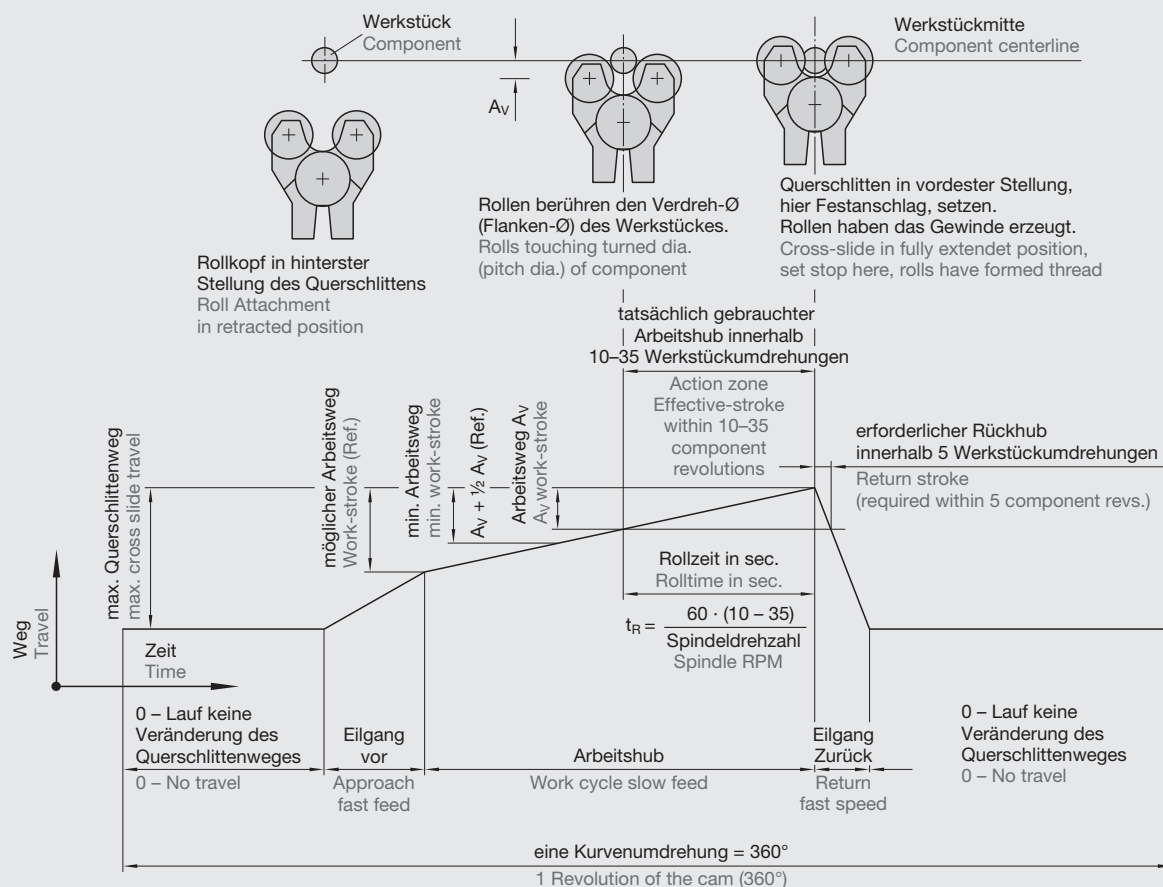 Werkstück
Component
Werkstückmitte
Component centerline
AV
Rollkopf in hinterster
Stellung des Querschlittens
Roll Attachment
in retracted position
Rollen berühren den Verdreh-Ø
(Flanken-Ø) des Werkstückes.
Rolls touching turned dia.
(pitch dia.) of component
Querschlitten in vordester Stellung,
hier Festanschlag, setzen.
Rollen haben das Gewinde erzeugt.
Cross-slide in fully extendet position,
set stop here, rolls have formed thread
tatsächlich gebrauchter
Arbeitshub innerhalb
10–35 Werkstückumdrehungen
Action zone
Effective-stroke
within 10–35
component
revolutions
erforderlicher Rückhub
innerhalb 5 Werkstückumdrehungen
Return stroke
(required within 5 component revs.)
max. Querschlittenweg
max. cross slide travel
möglicher Arbeitsweg
Work-stroke (Ref.)
min. Arbeitsweg
min. work-stroke
AV + ½ AV (Ref.)
Arbeitsweg AV
AV work-stroke
Rollzeit in sec.
Rolltime in sec.
tR = 60 · (10 – 35)
Spindeldrehzahl
Spindle RPM
Weg
Travel
Zeit
Time
0 – Lauf keine
Veränderung des
Querschlittenweges
0 – No travel
Eilgang
vor
Approach
fast feed
Arbeitshub
Work cycle slow feed
Eilgang
Zurück
Return
fast speed
0 – Lauf keine
Veränderung des
Querschlittenweges
0 – No travel
eine Kurvenumdrehung = 360°
1 Revolution of the cam (360°)